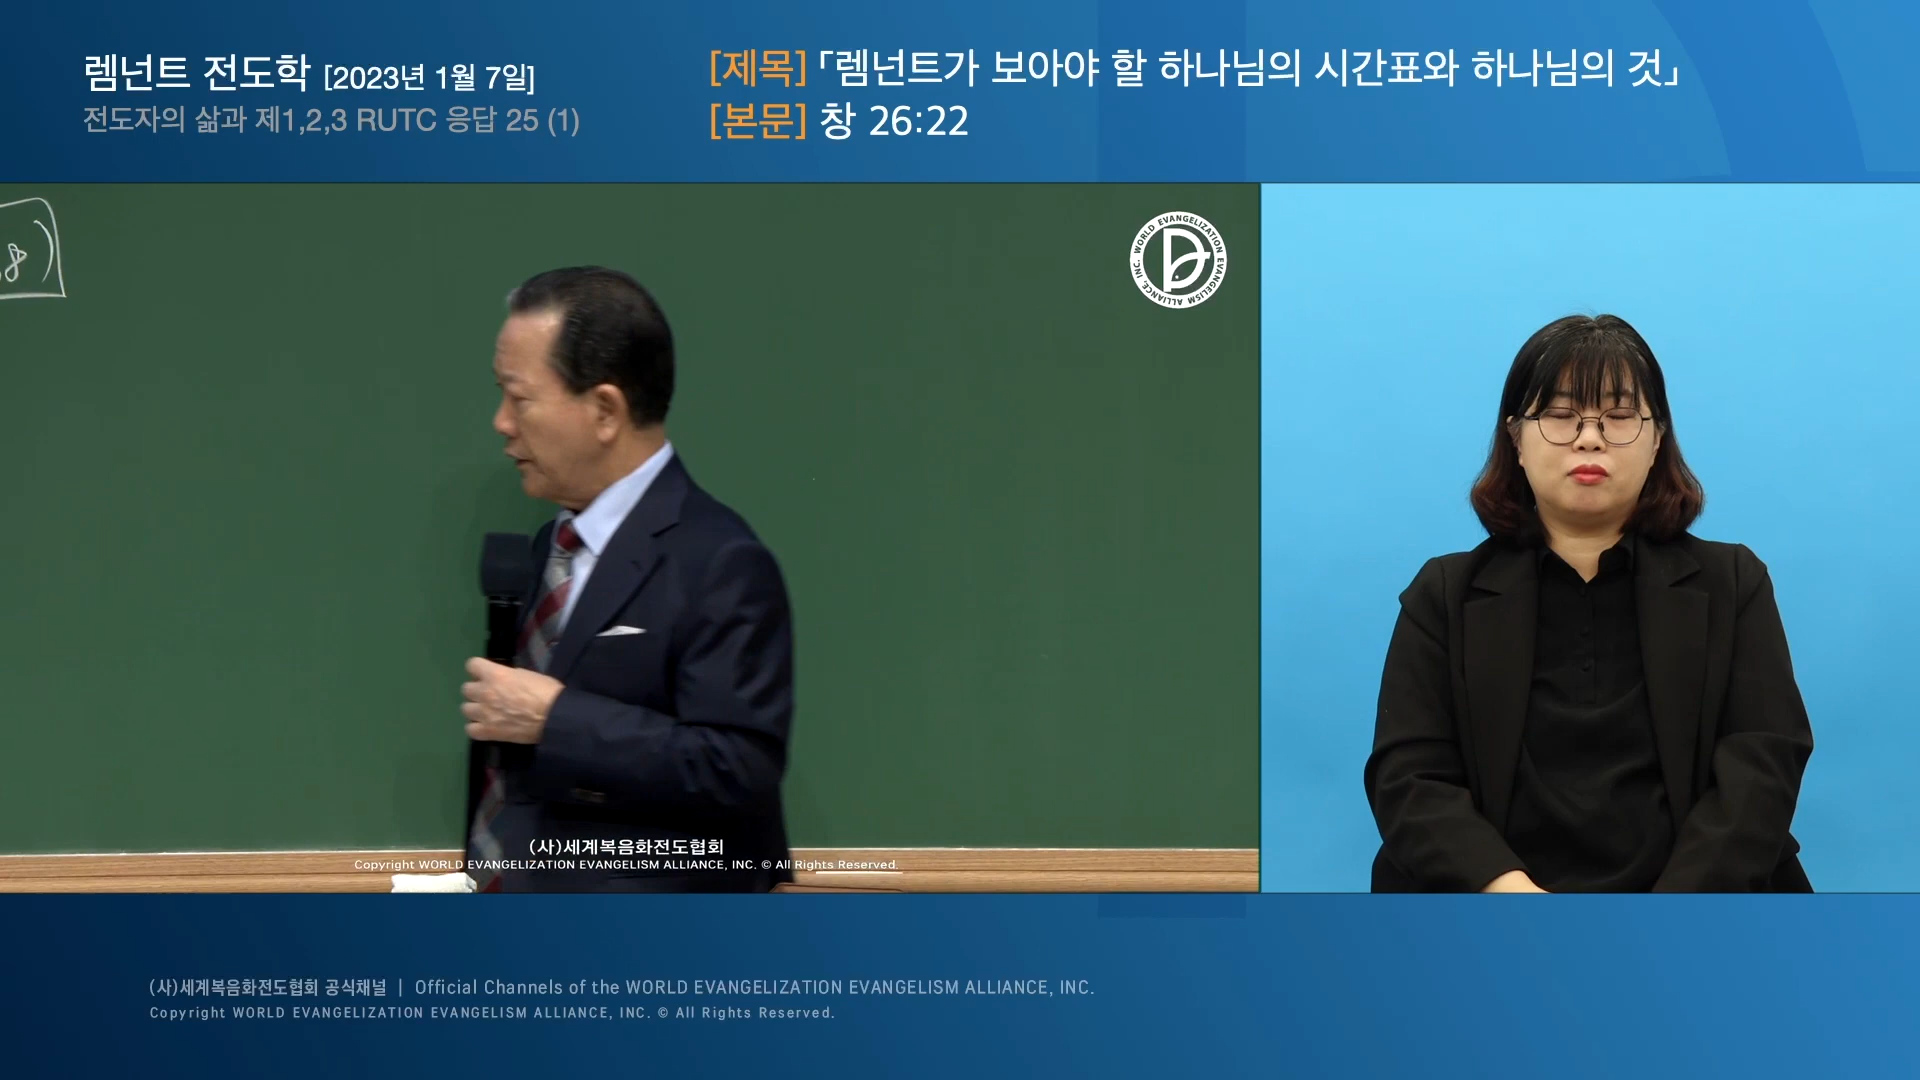 렘넌트 전도학 [2023년 1월 7일]
전도자의 삶과 제1,2,3 RUTC 응답 25 (1)
[제목] 「렘넌트가 보아야 할 하나님의 시간표와 하나님의 것」
[본문] 창 26:22
8)
WORLD EVANGELIZATION EVANGELISM ALLIANCE, INC.
(사)세계복음화전도협회
Copyright WORLD EVANGELIZATION EVANGELISM ALLIANCE, INC. © All Rights Reserved.
(사)세계복음화전도협회 공식채널 | Official Channels of the WORLD EVANGELIZATION EVANGELISM ALLIANCE, INC.
Copyright WORLD EVANGELIZATION EVANGELISM ALLIANCE, INC. © All Rights Reserved.